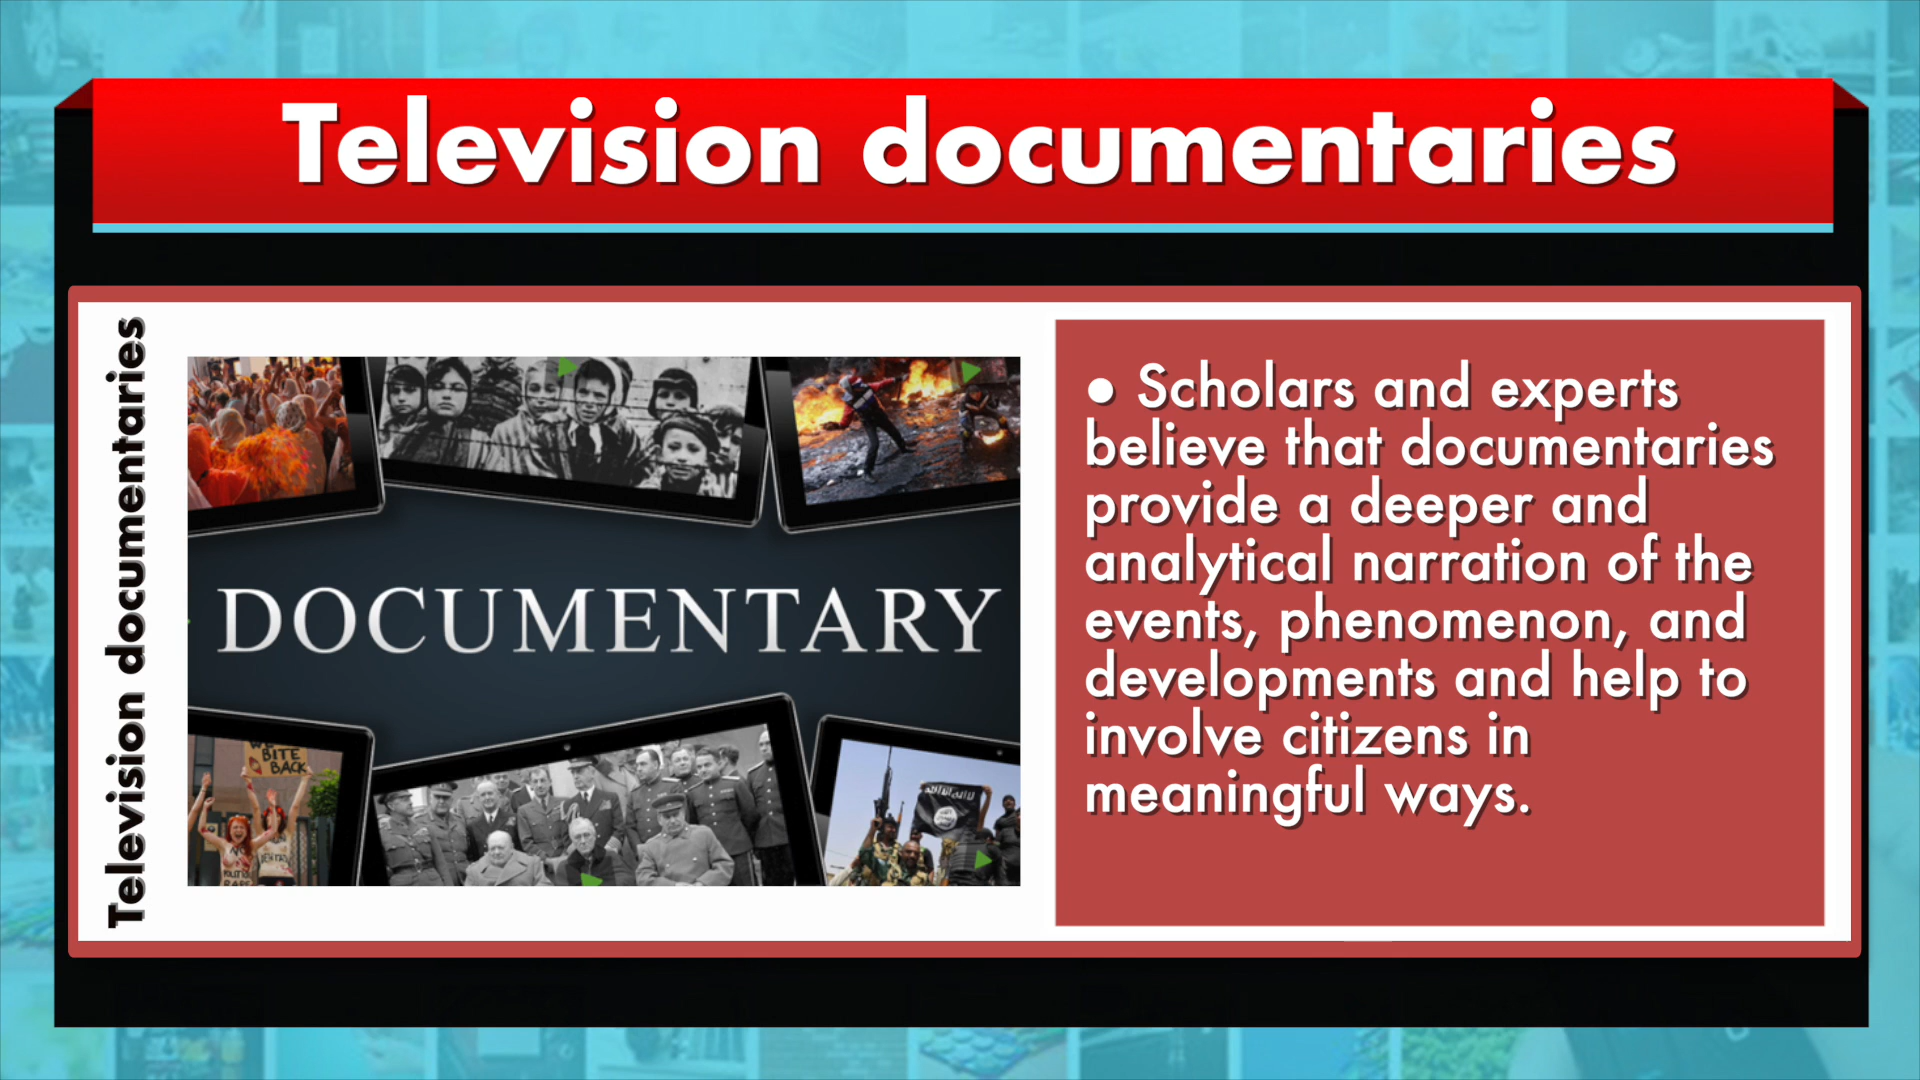 Television documentaries
Television documentaries
DOCUMENTARY
BITE
BACK
• Scholars and experts
believe that documentaries
provide a deeper and
analytical narration of the
events, phenomenon, and
developments and help to
involve citizens in
meaningful ways.